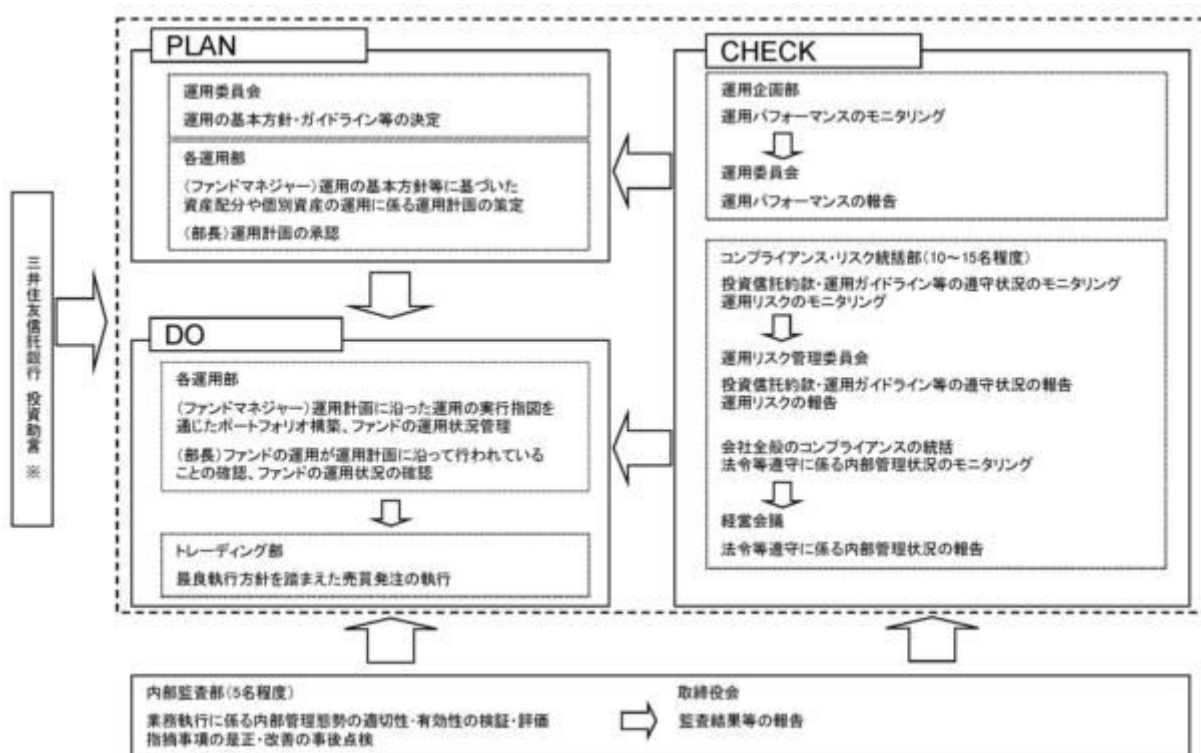 三井住友信託銀行 投資助言 ※
PLAN
運用委員会
運用の基本方針・ガイドライン等の決定
各運用部
(ファンドマネジャー)運用の基本方針等に基づいた
資産配分や個別資産の運用に係る運用計画の策定
(部長)運用計画の承認
DO
各運用部
(ファンドマネジャー)運用計画に沿った運用の実行指図を
通じたポートフォリオ構築、ファンドの運用状況管理
(部長)ファンドの運用が運用計画に沿って行われている
ことの確認、ファンドの運用状況の確認
トレーディング部
最良執行方針を踏まえた売買発注の執行
CHECK
運用企画部
運用パフォーマンスのモニタリング
運用委員会
運用パフォーマンスの報告
コンプライアンス・リスク統括部(10~15名程度)
投資信託約款・運用ガイドライン等の遵守状況のモニタリング
運用リスクのモニタリング
運用リスク管理委員会
投資信託約款・運用ガイドライン等の遵守状況の報告
運用リスクの報告
会社全般のコンプライアンスの統括
法令等遵守に係る内部管理状況のモニタリング
経営会議
法令等遵守に係る内部管理状況の報告
内部監査部(5名程度)
業務執行に係る内部管理態勢の適切性・有効性の検証・評価
指摘事項の是正・改善の事後点検
取締役会
監査結果等の報告